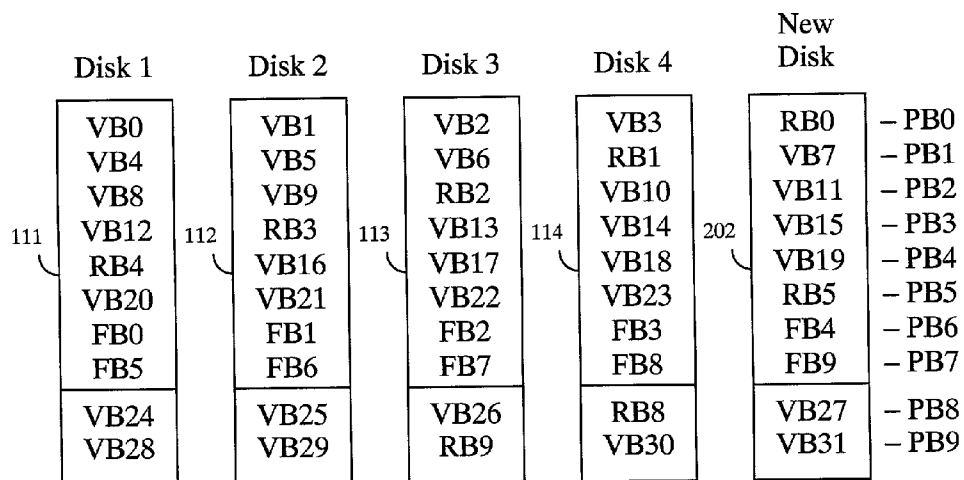 New
Disk 1 Disk 2 Disk 3 Disk 4 Disk
VB0 VB1 VB2 VB3 RB0 – PB0
VB4 VB5 VB6 RB1 VB7 – PB1
VB8 VB9 RB2 VB10 VB11 – PB2
111 VB12 112 RB3 113 VB13 114 VB14 202 VB15 – PB3
RB4 VB16 VB17 VB18 VB19 – PB4
VB20 VB21 VB22 VB23 RB5 – PB5
FB0 FB1 FB2 FB3 FB4 – PB6
FB5 FB6 FB7 FB8 FB9 – PB7
VB24 VB25 VB26 RB8 VB27 – PB8
VB28 VB29 RB9 VB30 VB31 – PB9